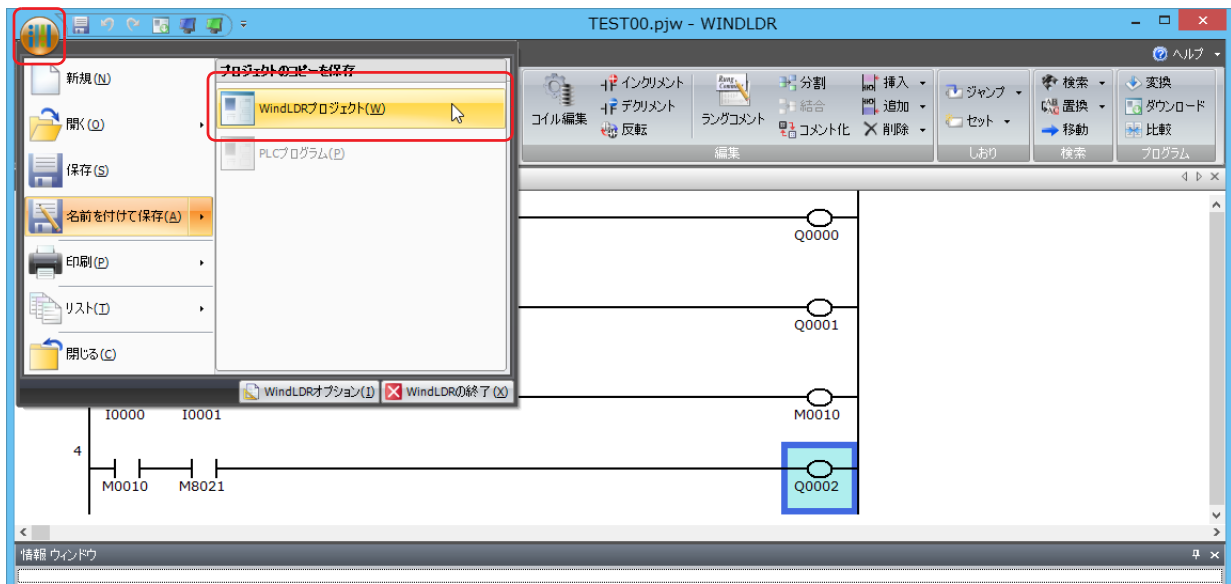 TEST00.pjw - WINDLDR
ヘルプ
新規(N)
開く(O)
保存(S)
名前を付けて保存(A)
印刷(P)
リスト(T)
閉じる(C)
プロジェクトのコピーを保存
WindLDRプロジェクト(W)
PLCプログラム(P)
WindLDRオプション(I)
WindLDRの終了(X)
コイル編集
インクリメント
デクリメント
反転
Rung Comment
ラングコメント
分割
結合
コメント化
挿入
追加
削除
編集
ジャンプ
セット
しおり
検索
置換
移動
検索
変換
ダウンロード
比較
プログラム
Q0000
Q0001
I0000 I0001 M0010
4
M0010 M8021 Q0002
情報 ウィンドウ